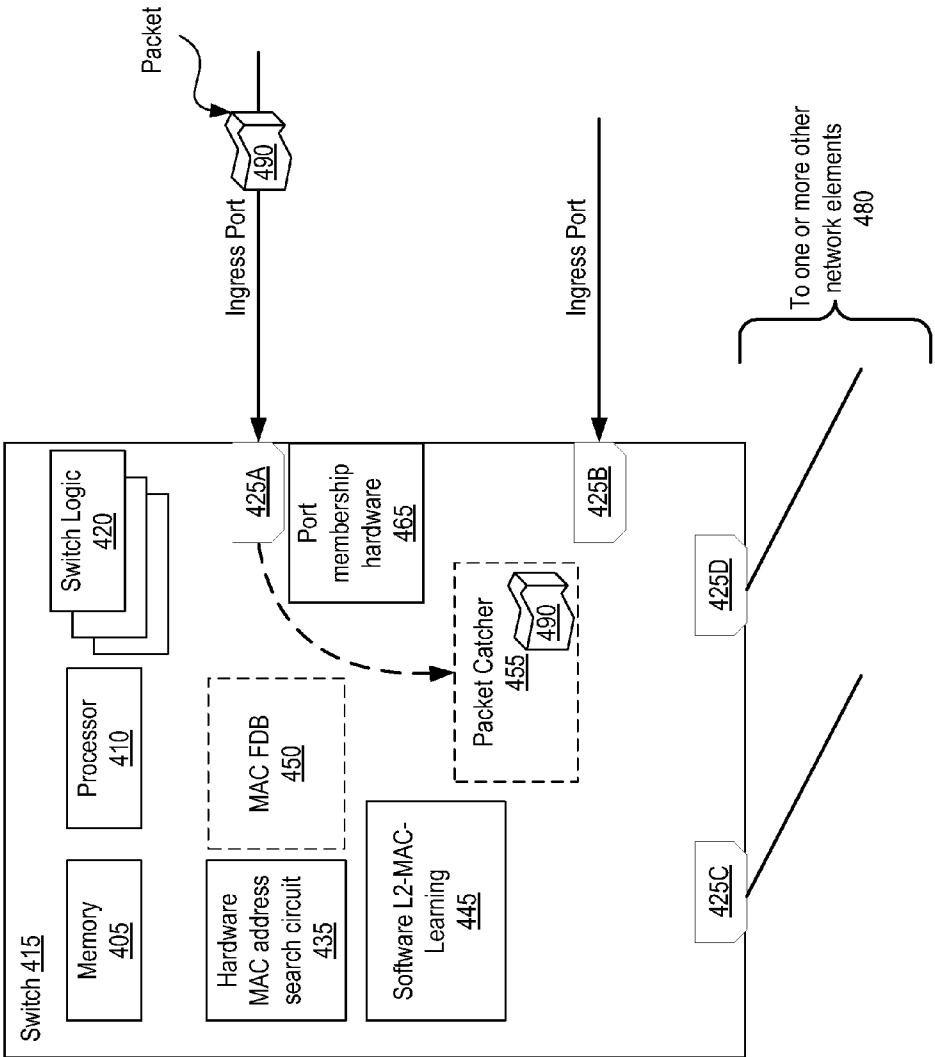 Switch 415
Memory
405
Processor
410
Switch Logic
420
Hardware
MAC address
search circuit
435
MAC FDB
450
425A
Ingress Port
490
Packet
Port
membership
hardware
465
Software L2-MAC-
Learning
445
Packet Catcher
455
490
425B
Ingress Port
425C
425D
To one or more other
network elements
480